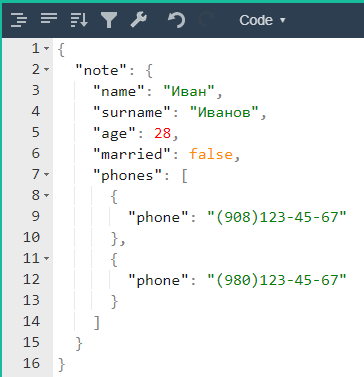 Code
1 {
2 "note": {
3 "name": "Иван",
4 "surname": "Иванов",
5 "age": 28,
6 "married": false,
7 "phones": [
8 {
9 "phone": "(908)123-45-67"
10 },
11 {
12 "phone": "(980)123-45-67"
13 }
14 ]
15 }
16 }